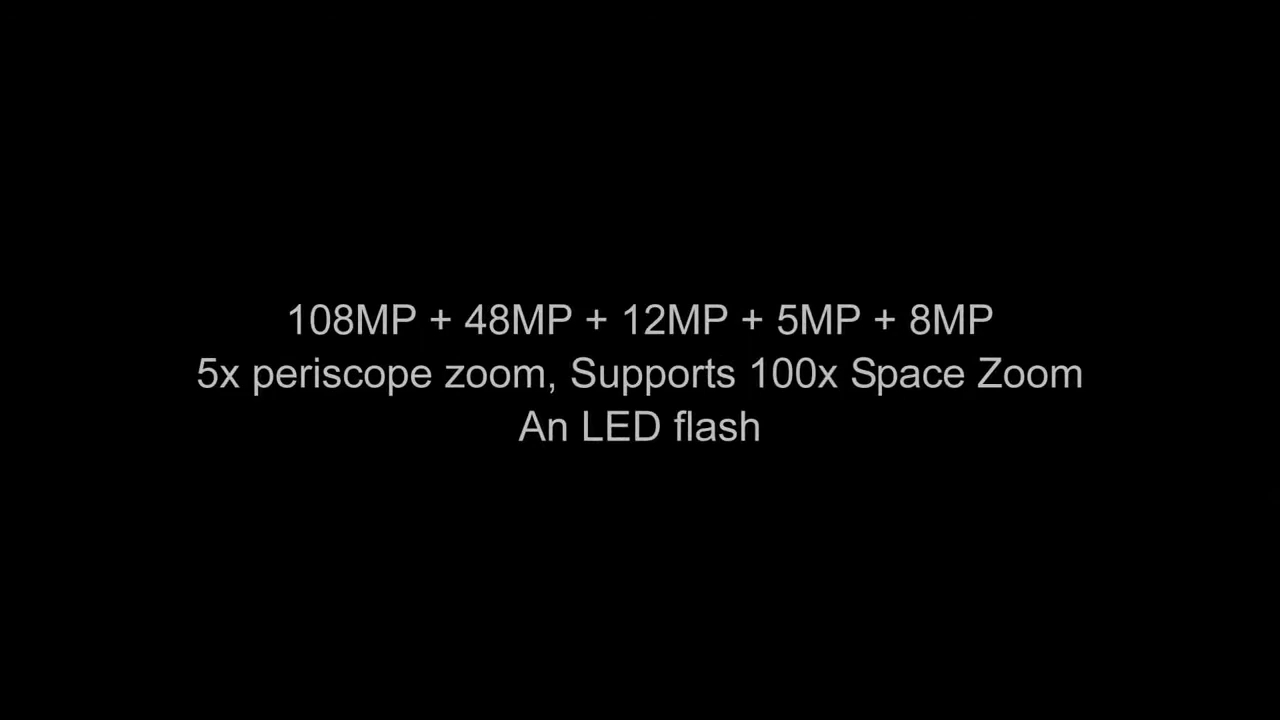 108MP + 48MP + 12MP + 5MP + 8MP
5x periscope zoom, Supports 100x Space Zoom
An LED flash